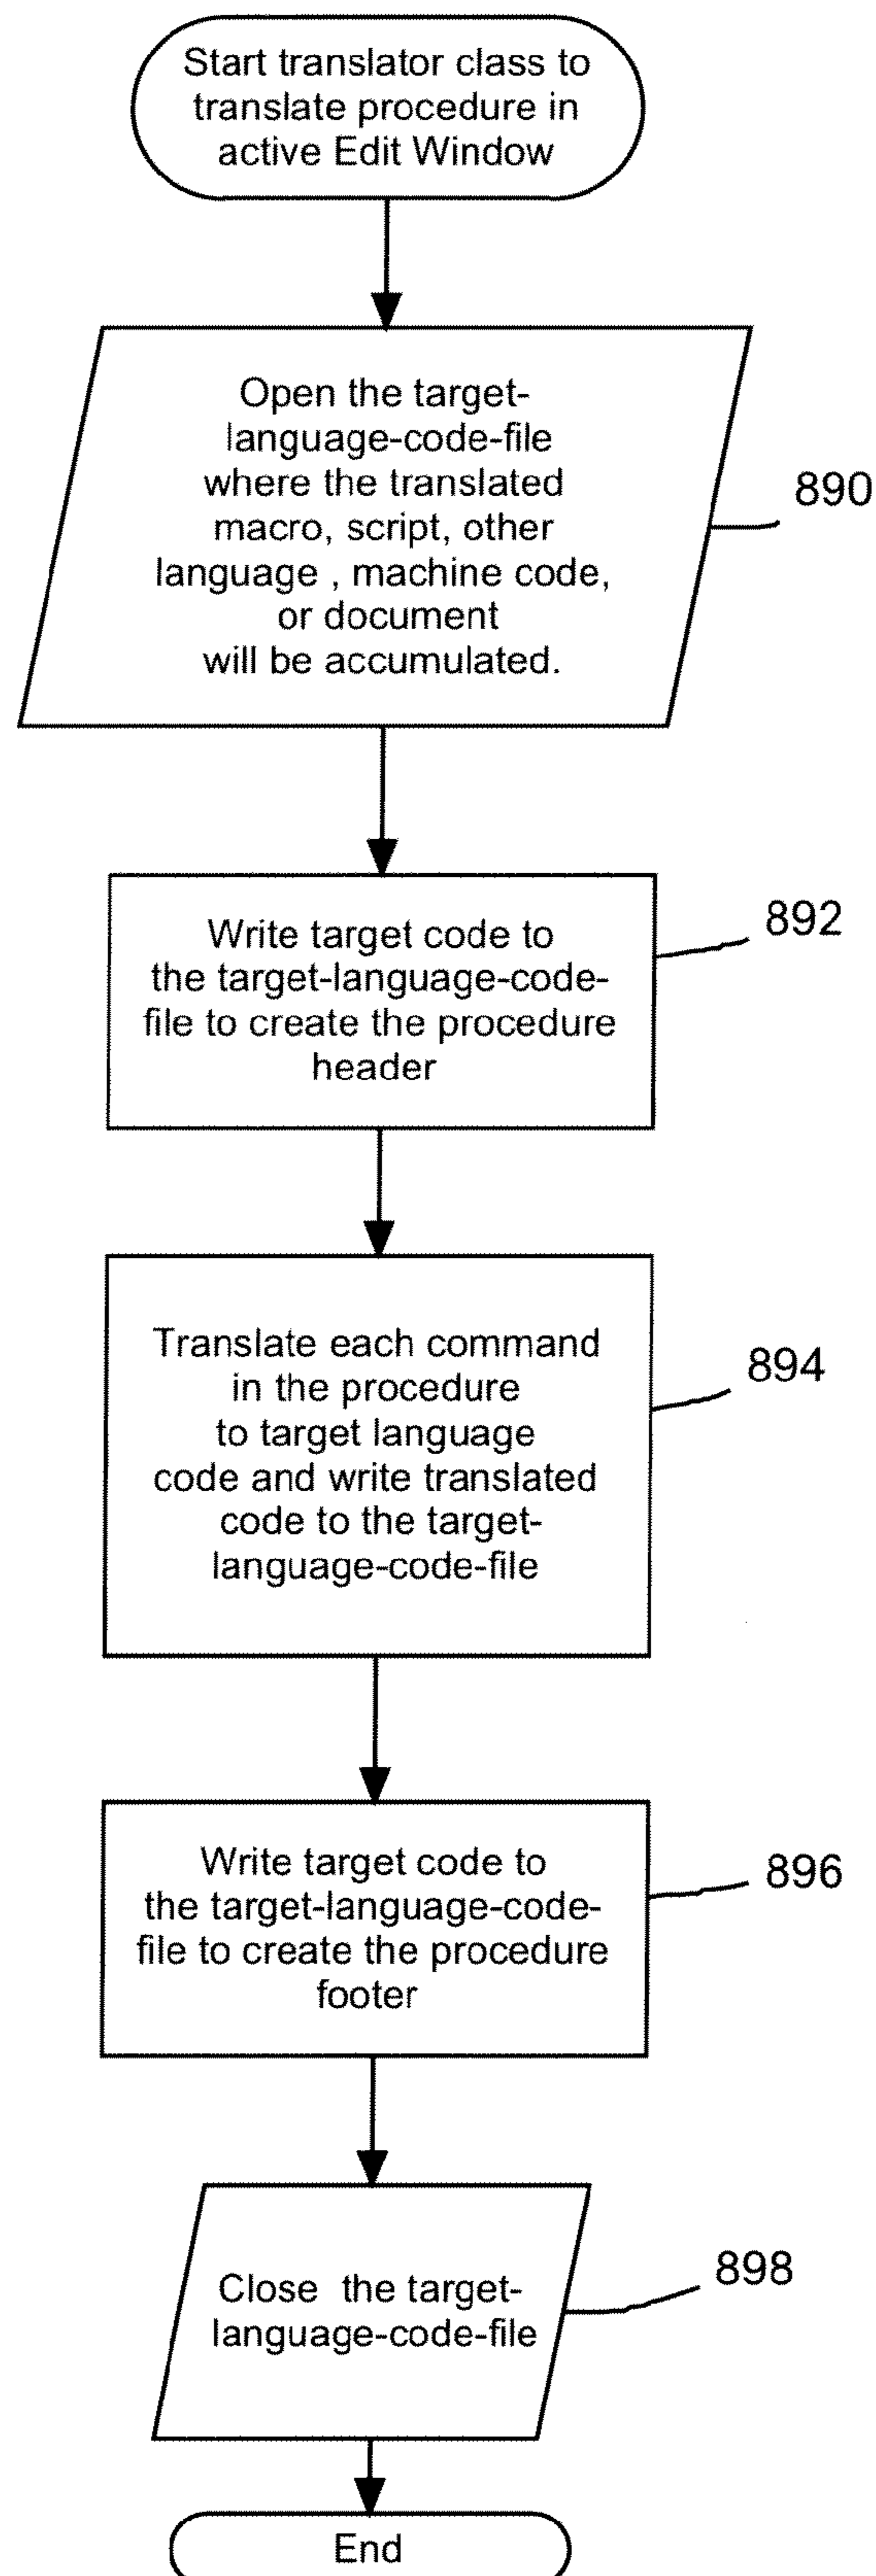 Start translator class to
translate procedure in
active Edit Window
Open the target-
language-code-file
where the translated
macro, script, other
language , machine code,
or document
will be accumulated.
890
Write target code to
the target-language-code-
file to create the procedure
header
892
Translate each command
in the procedure
to target language
code and write translated
code to the target-
language-code-file
894
Write target code to
the target-language-code-
file to create the procedure
footer
896
Close the target-
language-code-file
898
End